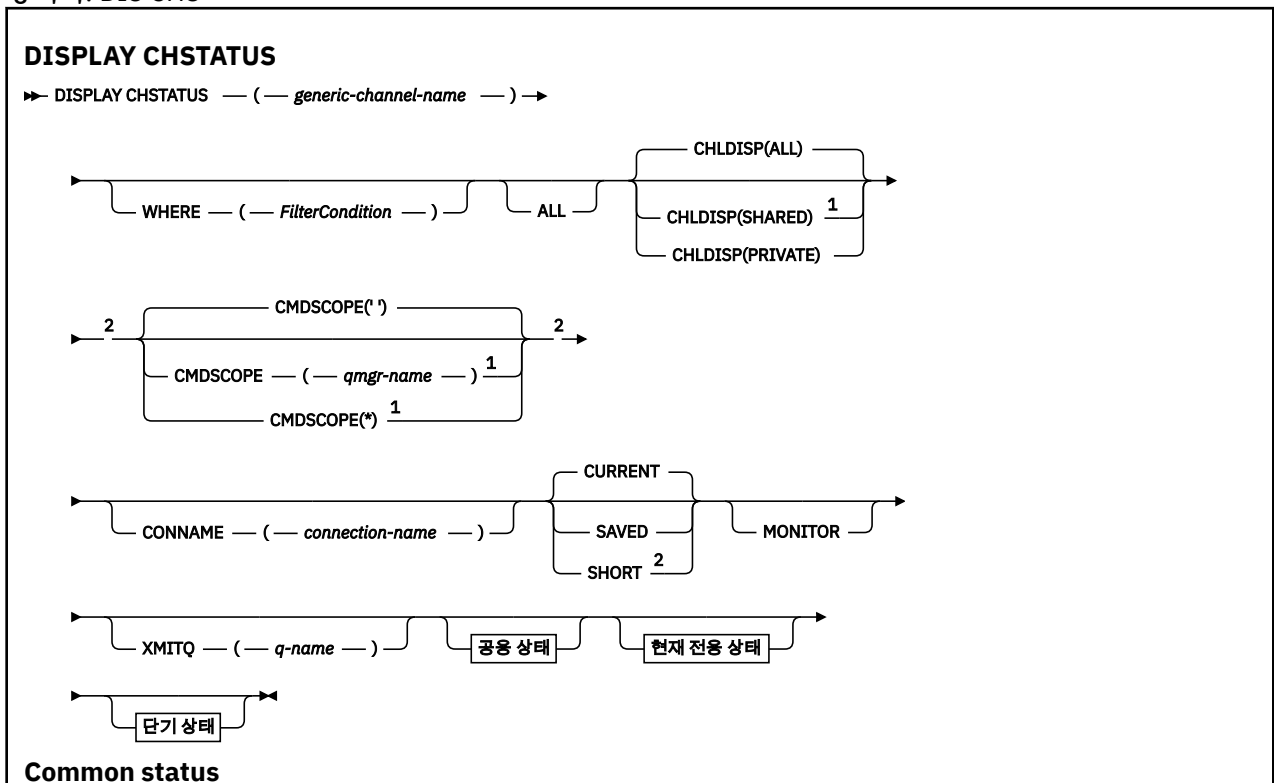 DISPLAY CHSTATUS
DISPLAY CHSTATUS ( generic-channel-name )
CHLDISP(ALL)
WHERE ( FilterCondition ) ALL CHLDISP(SHARED) 1
CHLDISP(PRIVATE)
2 CMDSCOPE(' ') 2
CMDSCOPE ( qmgr-name ) 1
CMDSCOPE(*) 1
CURRENT
CONNAME ( connection-name ) SAVED MONITOR
SHORT 2
XMITQ ( q-name ) 공용 상태 현재 전용 상태
단기 상태
Common status